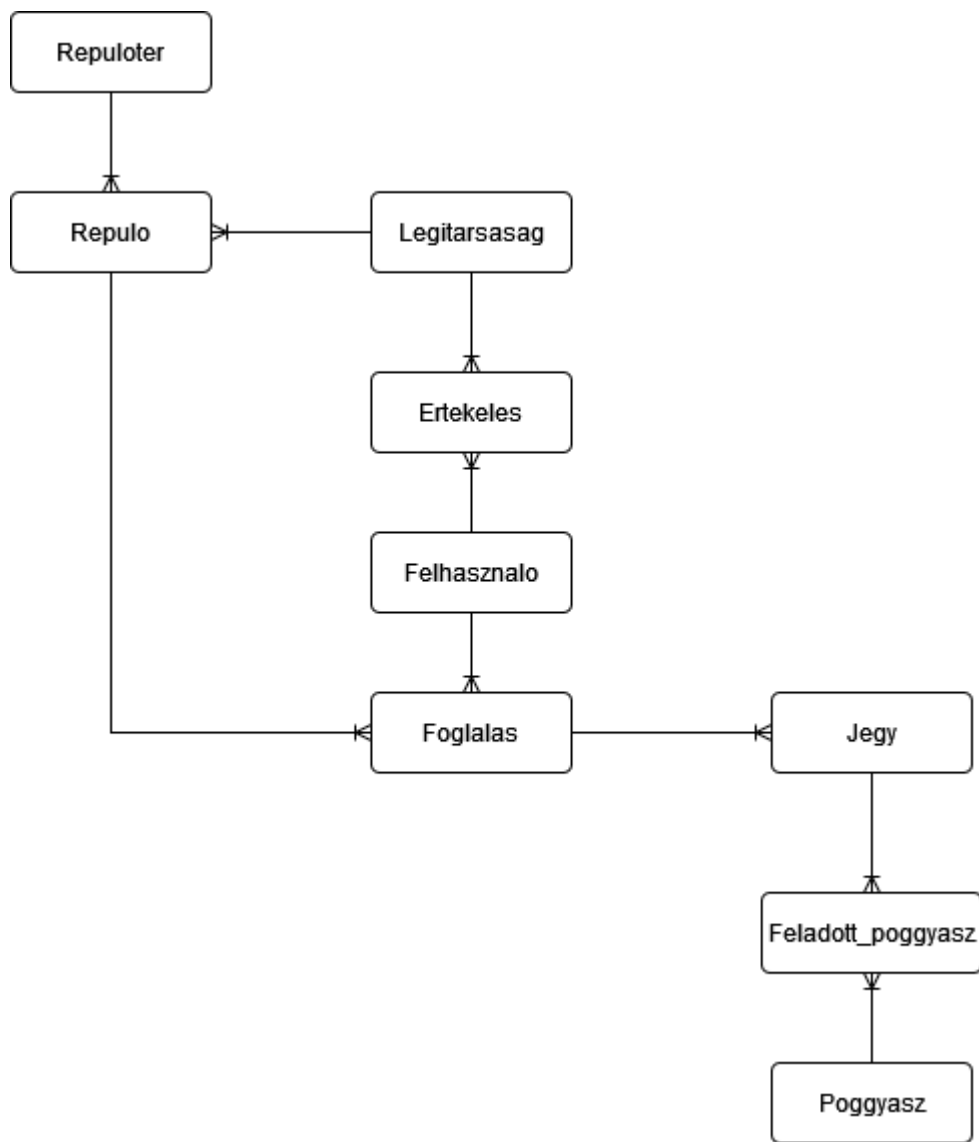 Repuloter
Repulo
Legitarsasag
Ertekeles
Felhasznalo
Foglalas
Jegy
Feladott_poggyasz
Poggyasz